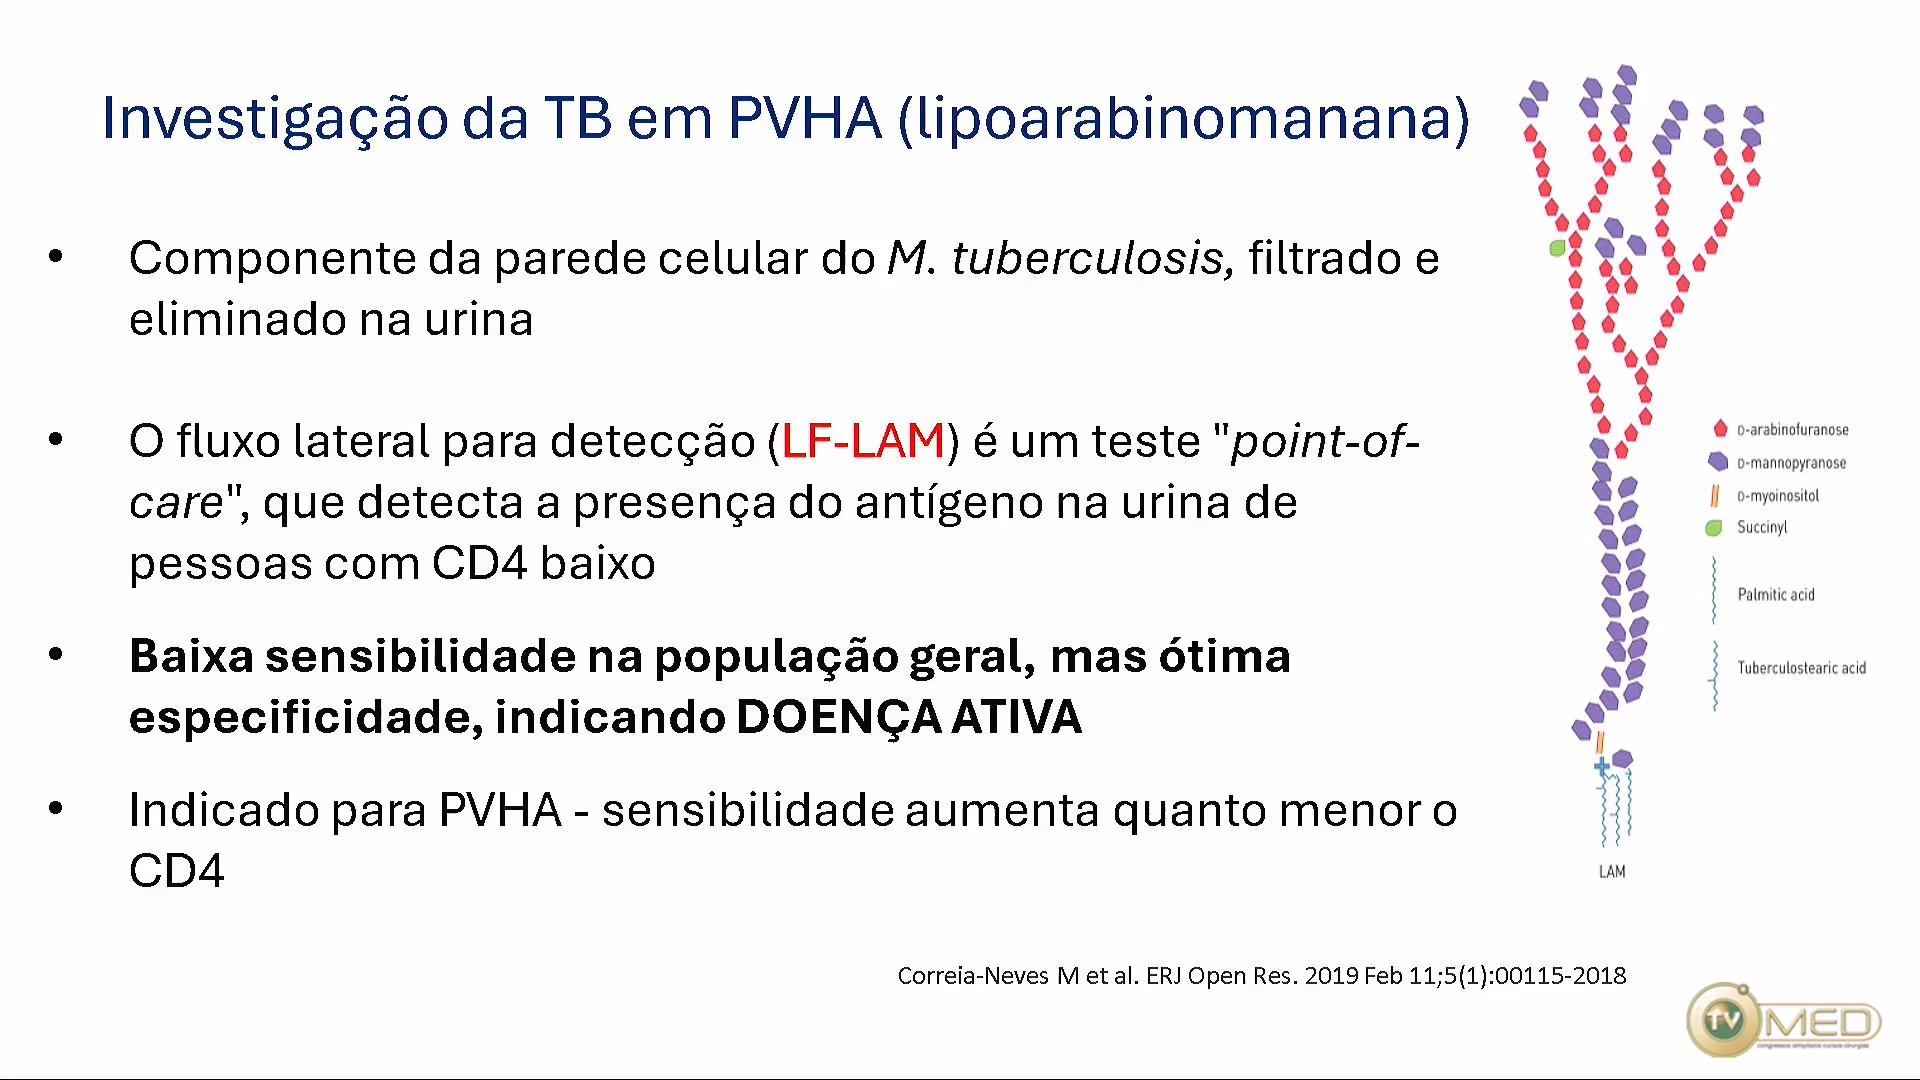 Investigação da TB em PVHA (lipoarabinomanana)
• Componente da parede celular do M. tuberculosis, filtrado e
eliminado na urina
• O fluxo lateral para detecção (LF-LAM) é um teste "point-of-
care", que detecta a presença do antígeno na urina de
pessoas com CD4 baixo
• Baixa sensibilidade na população geral, mas ótima
especificidade, indicando DOENÇA ATIVA
• Indicado para PVHA - sensibilidade aumenta quanto menor o
CD4
D-arabinofuranose
D-mannopyranose
D-myoinositol
Succinyl
Palmitic acid
Tuberculostearic acid
LAM
Correia-Neves M et al. ERJ Open Res. 2019 Feb 11;5(1):00115-2018
TV MED
congressos simpósios cursos cirurgias